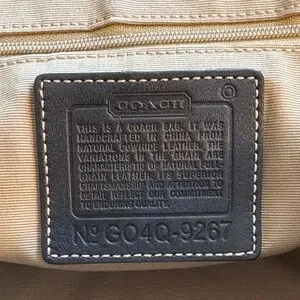 COACH
THIS IS A COACH BAG. IT WAS
HANDCRAFTED IN CHINA FROM
NATURAL COWHIDE LEATHER. THE
VARIATIONS IN THE GRAIN ARE
CHARACTERISTIC OF NATURAL FULL
GRAIN LEATHER. ITS SUPERIOR
CRAFTSMANSHIP AND ATTENTION TO
DETAIL REFLECT OUR COMMITMENT
TO ENDURING QUALITY.
Nº GO4Q-9267